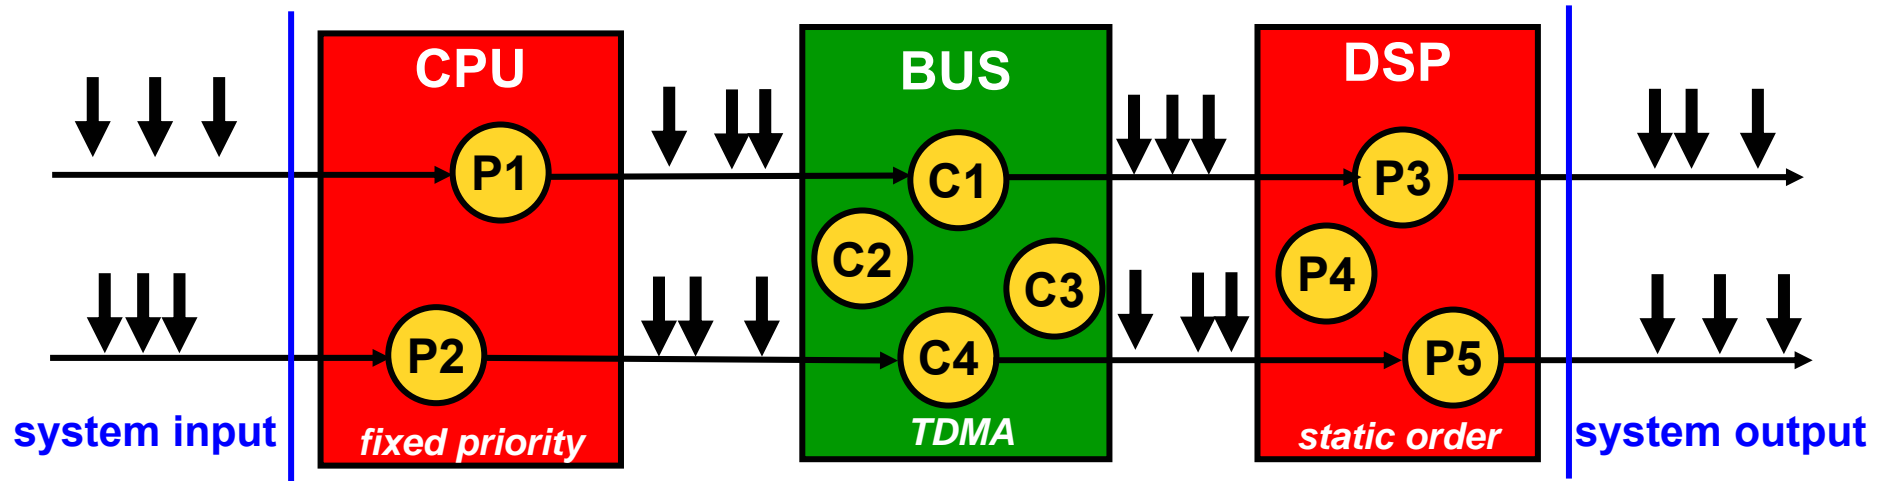 CPU
BUS
DSP
P1
C1
P3
C2
C3
P4
P2
C4
P5
system input
fixed priority
TDMA
static order
system output